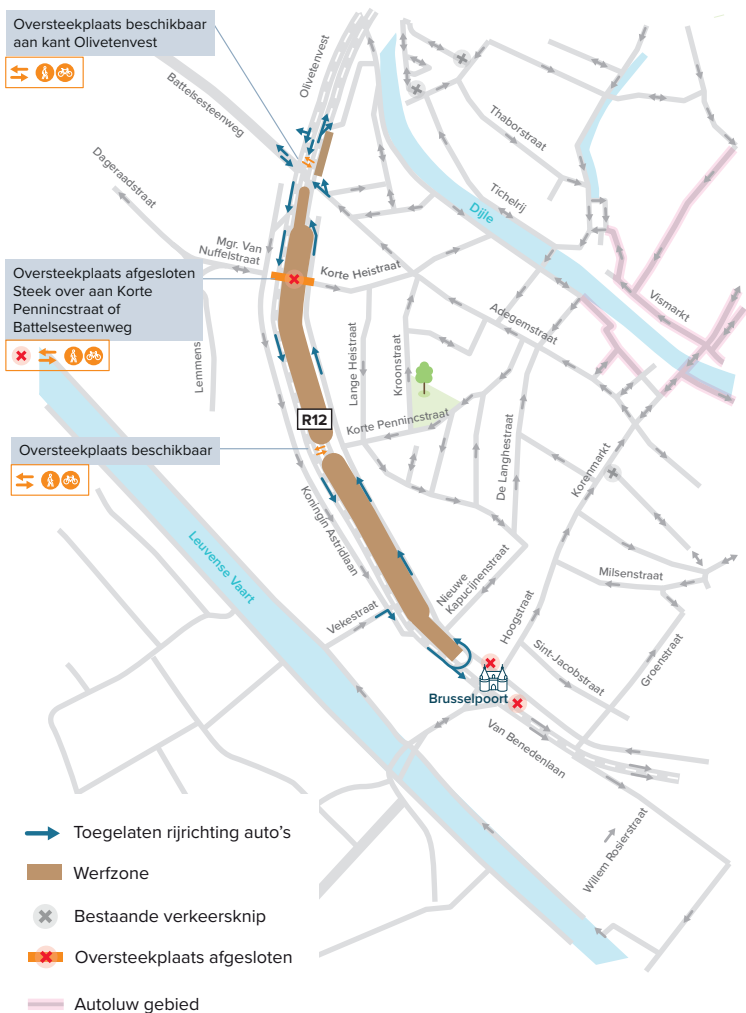 Oversteekplaats beschikbaar
aan kant Olivetenvest
Olivetenvest
Battelsesteenweg
Dageraadstraat
Thaborstraat
Tichelrij
Dijle
Mgr. Van
Nuffelstraat
Korte Heistraat
Oversteekplaats afgesloten
Steek over aan Korte
Pennincstraat of
Battelsesteenweg
Vismarkt
Adegemstraat
Lemmens
Lange Heistraat
Kroonstraat
R12
Korte Pennincstraat
Oversteekplaats beschikbaar
De Langhestraat
Korenmarkt
Koningin Astridlaan
Leuvense Vaart
Nieuwe
Kapucijnenstraat
Milsenstraat
Vekestraat
Hoogstraat
Sint-Jacobstraat
Groenstraat
Brusselpoort
Van Benedenlaan
Willem Rosierstraat
Toegelaten rijrichting auto's
Werfzone
Bestaande verkeersknip
Oversteekplaats afgesloten
Autoluw gebied